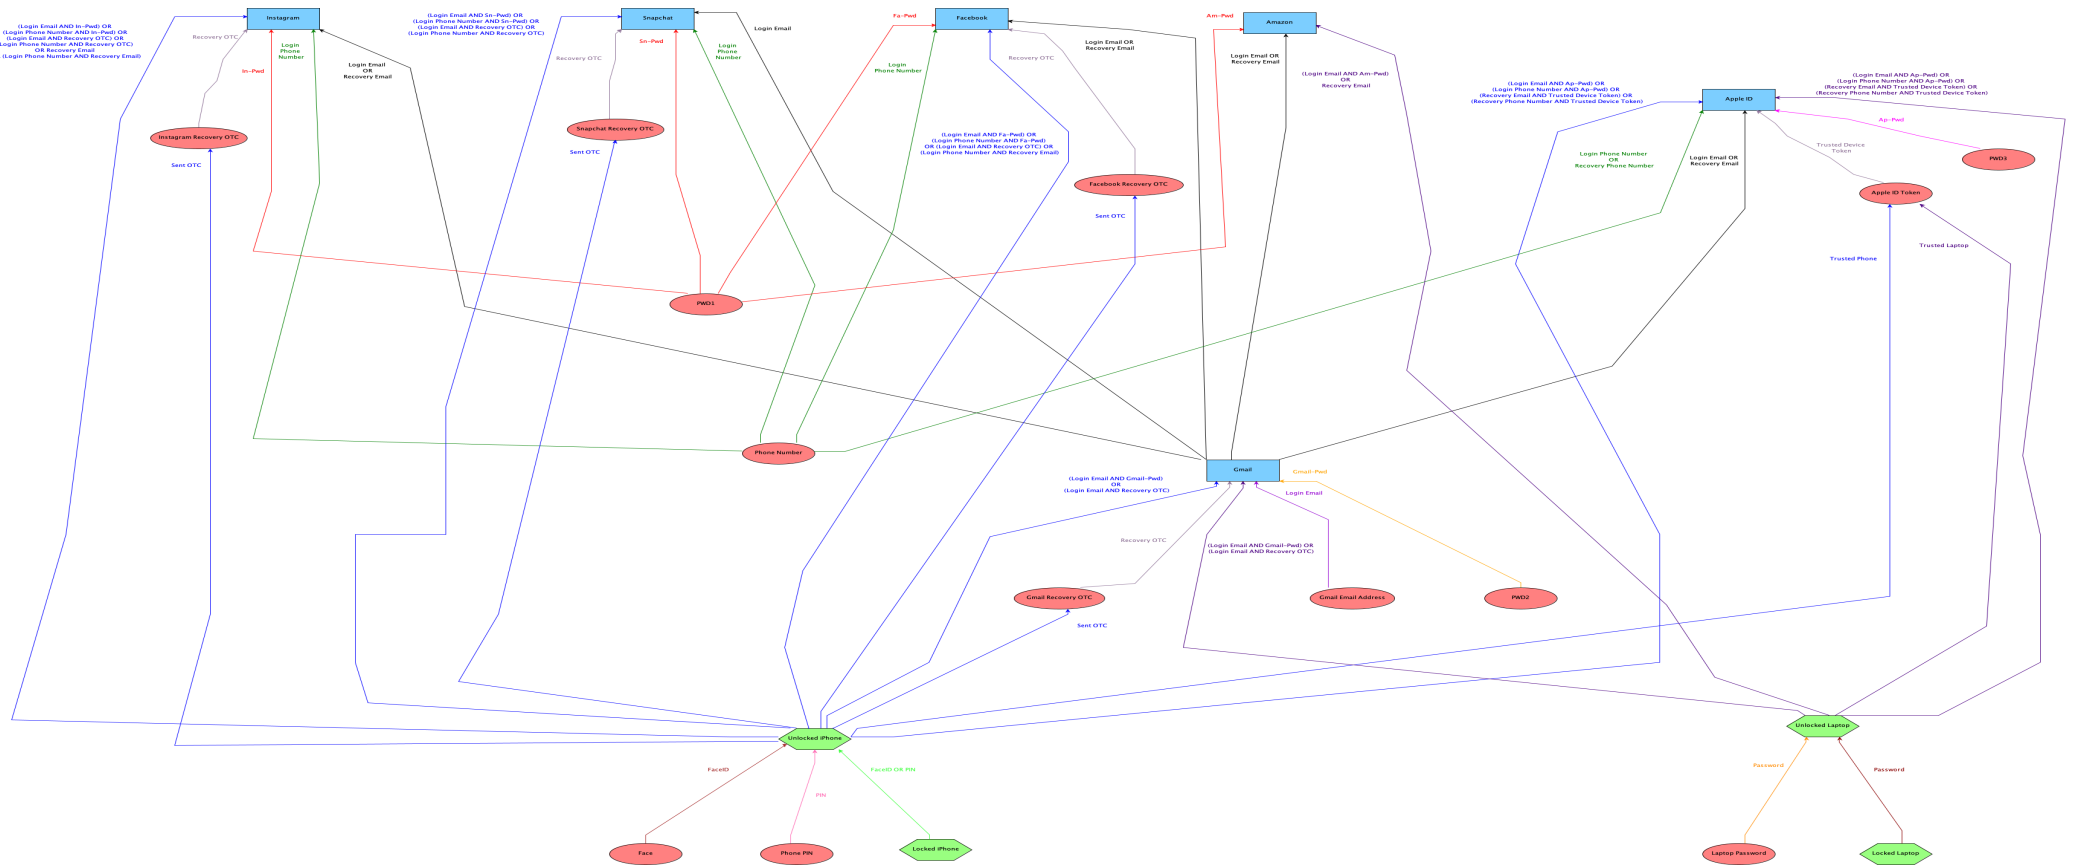 Instagram
Snapchat
Facebook
Amazon
Apple ID
(Login Email AND In-Pwd) OR
(Login Phone Number AND In-Pwd) OR
(Login Email AND Recovery OTC) OR
Login Phone Number AND Recovery OTC)
OR Recovery Email
(Login Phone Number AND Recovery Email)
Recovery OTC
In-Pwd
Login
Phone
Number
Login Email
OR
Recovery Email
(Login Email AND Sn-Pwd) OR
(Login Phone Number AND Sn-Pwd) OR
(Login Email AND Recovery OTC) OR
(Login Phone Number AND Recovery OTC)
Recovery OTC
Sn-Pwd
Login
Phone
Number
Login Email
Fa-Pwd
Login
Phone Number
Recovery OTC
Login Email OR
Recovery Email
(Login Email AND Fa-Pwd) OR
(Login Phone Number AND Fa-Pwd)
OR (Login Email AND Recovery OTC) OR
(Login Phone Number AND Recovery Email)
Am-Pwd
Login Email OR
Recovery Email
(Login Email AND Am-Pwd)
OR
Recovery Email
(Login Email AND Ap-Pwd) OR
(Login Phone Number AND Ap-Pwd) OR
(Recovery Email AND Trusted Device Token) OR
(Recovery Phone Number AND Trusted Device Token)
(Login Email AND Ap-Pwd) OR
(Login Phone Number AND Ap-Pwd) OR
(Recovery Email AND Trusted Device Token) OR
(Recovery Phone Number AND Trusted Device Token)
Ap-Pwd
Trusted Device
Token
Login Phone Number
OR
Recovery Phone Number
Login Email OR
Recovery Email
Instagram Recovery OTC
Sent OTC
Snapchat Recovery OTC
Sent OTC
Facebook Recovery OTC
Sent OTC
PWD3
Apple ID Token
Trusted Laptop
Trusted Phone
PWD1
Phone Number
Gmail
(Login Email AND Gmail-Pwd)
OR
(Login Email AND Recovery OTC)
Gmail-Pwd
Login Email
Recovery OTC
(Login Email AND Gmail-Pwd) OR
(Login Email AND Recovery OTC)
Gmail Recovery OTC
Gmail Email Address
PWD2
Sent OTC
Unlocked iPhone
Unlocked Laptop
FaceID
PIN
FaceID OR PIN
Password
Password
Face
Phone PIN
Locked iPhone
Laptop Password
Locked Laptop